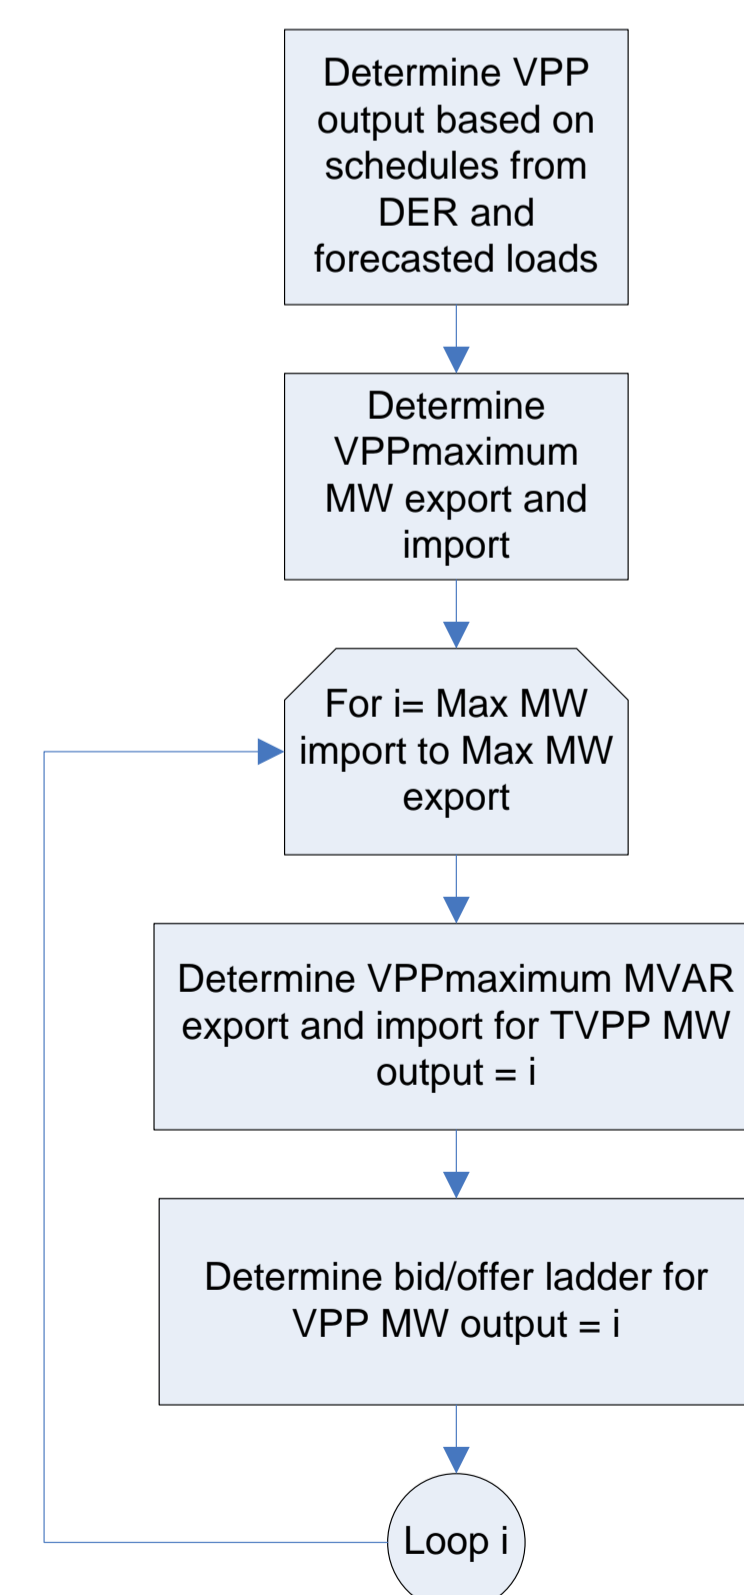 Determine VPP
output based on
schedules from
DER and
forecasted loads
Determine
VPPmaximum
MW export and
import
For i= Max MW
import to Max MW
export
Determine VPPmaximum MVAR
export and import for TVPP MW
output = i
Determine bid/offer ladder for
VPP MW output = i
Loop i